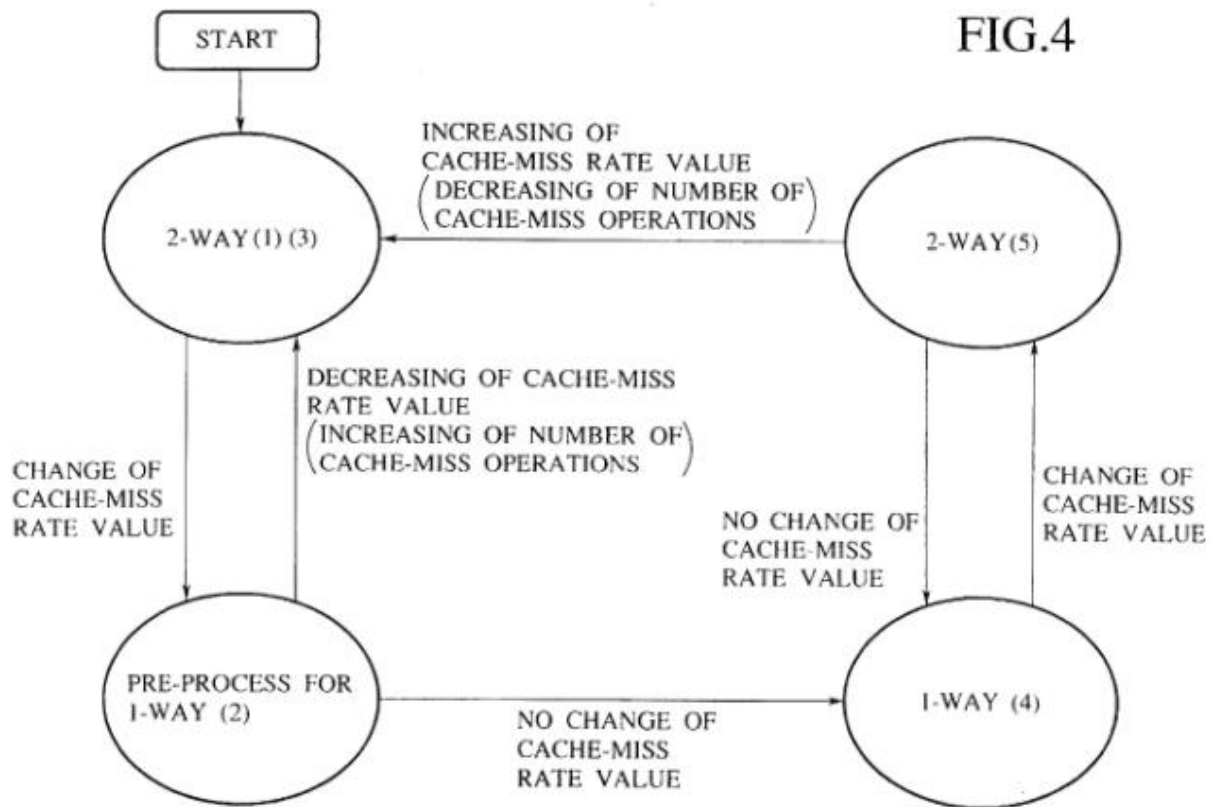 START
FIG.4
INCREASING OF
CACHE-MISS RATE VALUE
(DECREASING OF NUMBER OF
CACHE-MISS OPERATIONS)
2-WAY(1)(3)
2-WAY(5)
DECREASING OF CACHE-MISS
RATE VALUE
(INCREASING OF NUMBER OF
CACHE-MISS OPERATIONS)
CHANGE OF
CACHE-MISS
RATE VALUE
NO CHANGE OF
CACHE-MISS
RATE VALUE
CHANGE OF
CACHE-MISS
RATE VALUE
PRE-PROCESS FOR
1-WAY (2)
1-WAY (4)
NO CHANGE OF
CACHE-MISS
RATE VALUE